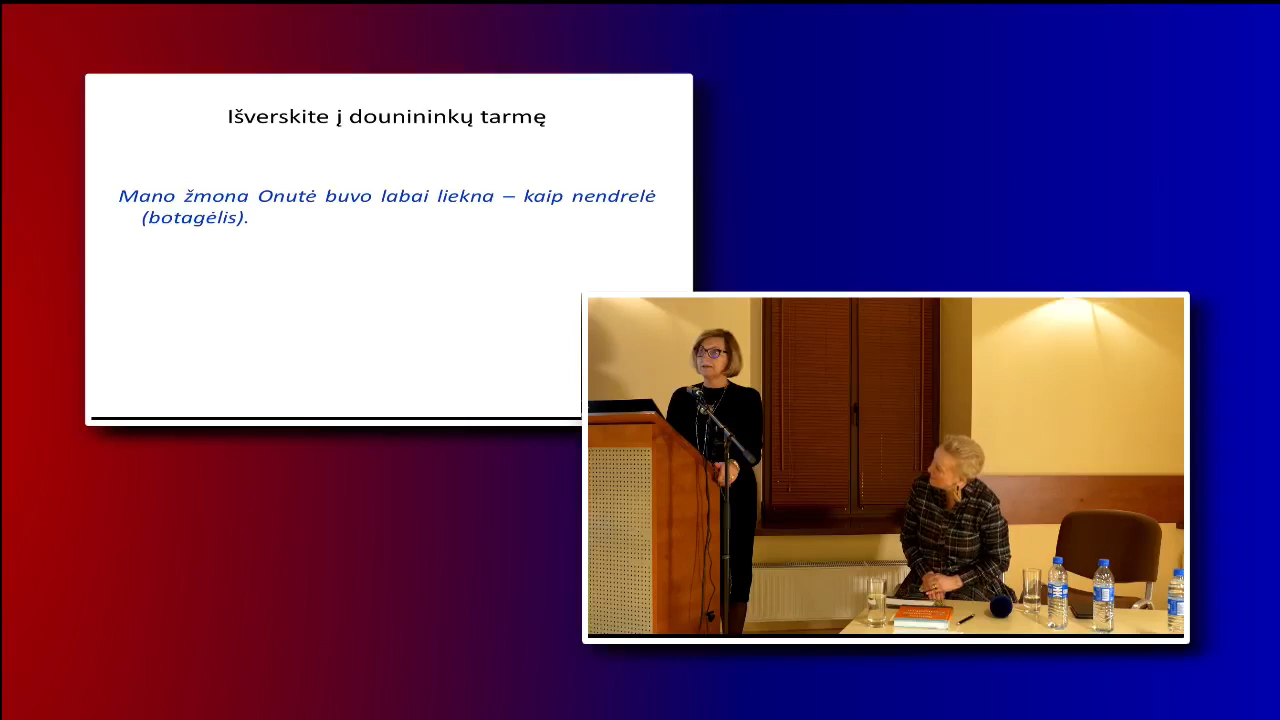 Išverskite į dounininkų tarmę
Mano žmona Onutė buvo labai liekna – kaip nendrelė
(botagėlis).